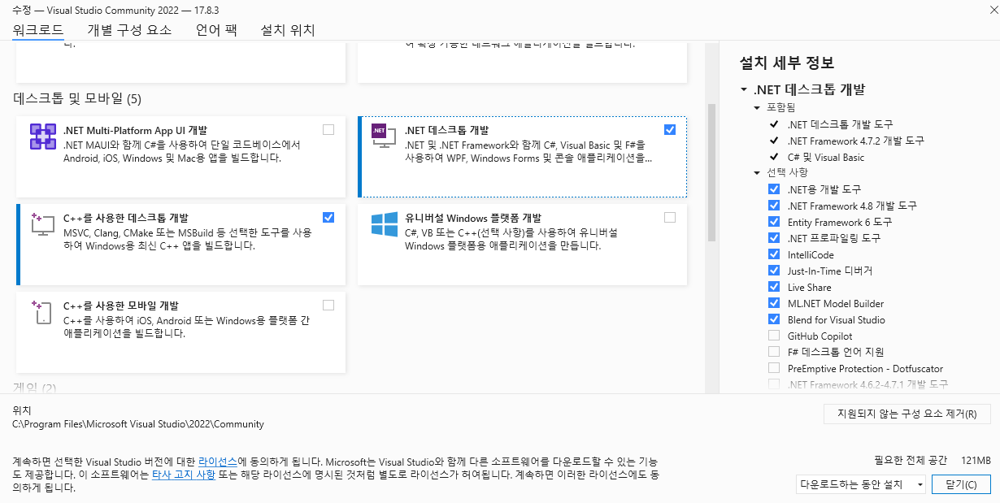 수정 — Visual Studio Community 2022 — 17.8.3
워크로드 개별 구성 요소 언어 팩 설치 위치
다.
여 확장 가능한 네트워크 애플리케이션을 빌드합니다.
데스크톱 및 모바일 (5)
.NET Multi-Platform App UI 개발
.NET MAUI와 함께 C#을 사용하여 단일 코드베이스에서
Android, iOS, Windows 및 Mac용 앱을 빌드합니다.
.NET 데스크톱 개발
.NET 및 .NET Framework와 함께 C#, Visual Basic 및 F#을
사용하여 WPF, Windows Forms 및 콘솔 애플리케이션을...
C++를 사용한 데스크톱 개발
MSVC, Clang, CMake 또는 MSBuild 등 선택한 도구를 사용
하여 Windows용 최신 C++ 앱을 빌드합니다.
유니버설 Windows 플랫폼 개발
C#, VB 또는 C++(선택 사항)를 사용하여 유니버설
Windows 플랫폼용 애플리케이션을 만듭니다.
C++를 사용한 모바일 개발
C++를 사용하여 iOS, Android 또는 Windows용 플랫폼 간
애플리케이션을 빌드합니다.
게임 (2)
설치 세부 정보
.NET 데스크톱 개발
포함됨
.NET 데스크톱 개발 도구
.NET Framework 4.7.2 개발 도구
C# 및 Visual Basic
선택 사항
.NET용 개발 도구
.NET Framework 4.8 개발 도구
Entity Framework 6 도구
.NET 프로파일링 도구
IntelliCode
Just-In-Time 디버거
Live Share
ML.NET Model Builder
Blend for Visual Studio
GitHub Copilot
F# 데스크톱 언어 지원
PreEmptive Protection - Dotfuscator
.NET Framework 4.6.2-4.7.1 개발 도구
위치
C:\Program Files\Microsoft Visual Studio\2022\Community
지원되지 않는 구성 요소 제거(R)
계속하면 선택한 Visual Studio 버전에 대한 라이선스에 동의하게 됩니다. Microsoft는 Visual Studio와 함께 다른 소프트웨어를 다운로드할 수 있는 기능
도 제공합니다. 이 소프트웨어는 타사 고지 사항 또는 해당 라이선스에 명시된 것처럼 별도로 라이선스가 허여됩니다. 계속하면 이러한 라이선스에도 동
의하게 됩니다.
필요한 전체 공간 121MB
다운로드하는 동안 설치
닫기(C)